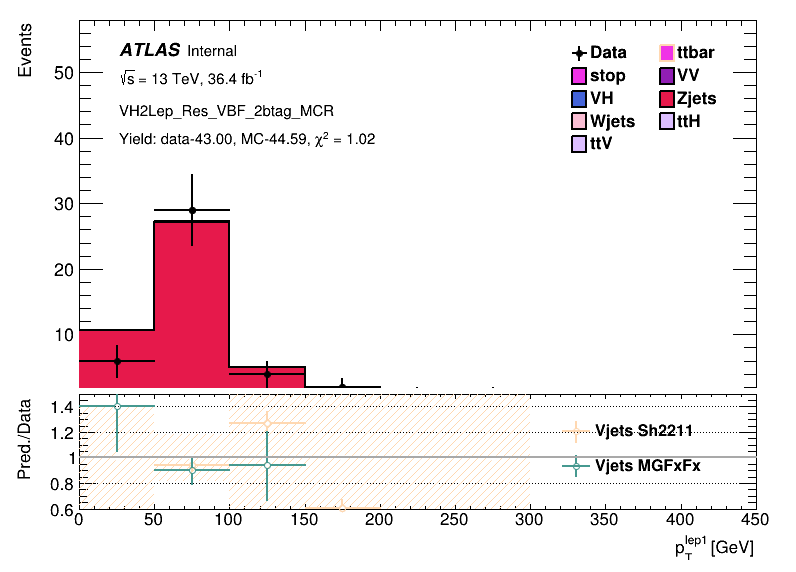 Events
ATLAS Internal
√s = 13 TeV, 36.4 fb⁻¹
VH2Lep_Res_VBF_2btag_MCR
Yield: data-43.00, MC-44.59, χ² = 1.02
Data
ttbar
stop
VV
VH
Zjets
Wjets
ttH
ttV
50
40
30
20
10
Pred./Data
1.4
1.2
1
0.8
0.6
Vjets Sh2211
Vjets MGFxFx
0 50 100 150 200 250 300 350 400 450
p_T^lep1 [GeV]